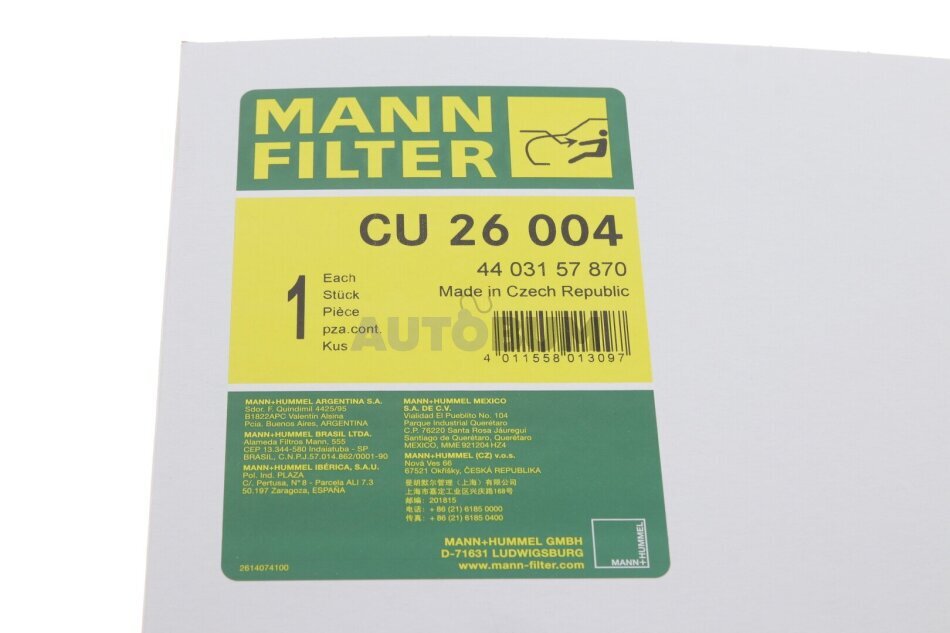 MANN
FILTER
CU 26 004
44 031 57 870
Made in Czech Republic
1
Each
Stück
Pièce
pza.cont.
Kus
AUTOBUM
4 011558 013097
MANN+HUMMEL ARGENTINA S.A.
Sdor. F. Quindimil 4425/95
B1822APC Valentín Alsina
Pcia. Buenos Aires, ARGENTINA
MANN+HUMMEL BRASIL LTDA.
Alameda Filtros Mann, 555
CEP 13.344-580 Indaiatuba - SP
BRASIL, C.N.P.J.57.014.862/0001-90
MANN+HUMMEL IBÉRICA, S.A.U.
Pol. Ind. PLAZA
C/. Pertusa, N° 8 - Parcela ALI 7.3
50.197 Zaragoza, ESPAÑA
MANN+HUMMEL MEXICO
S.A. DE C.V.
Vialidad El Pueblito No. 104
Parque Industrial Querétaro
C.P. 76220 Santa Rosa Jáuregui
Santiago de Querétaro, Querétaro
MEXICO, MME 921204 HZ4
MANN+HUMMEL (CZ) v.o.s.
Nová Ves 66
67521 Okříšky, ČESKÁ REPUBLIKA
曼胡默尔管理（上海）有限公司
上海市嘉定工业区兴庆路168号
邮编: 201815
电话: + 86 (21) 6185 0000
传真: + 86 (21) 6185 0400
MANN+HUMMEL GMBH
D-71631 LUDWIGSBURG
www.mann-filter.com
MANN+HUMMEL
2614074100